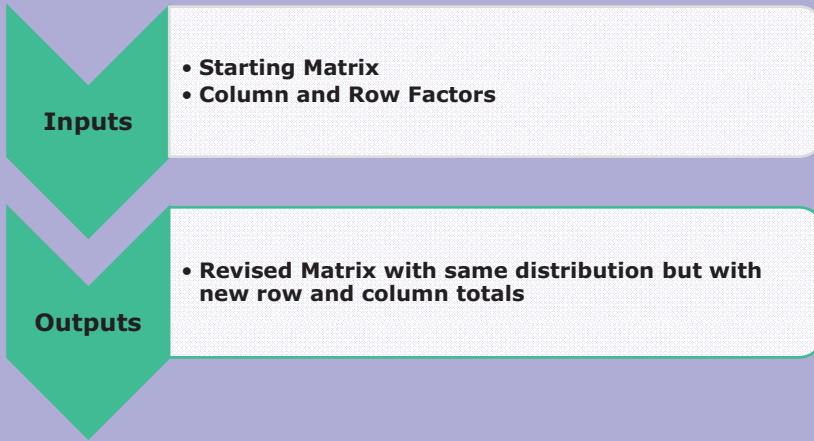 Inputs
• Starting Matrix
• Column and Row Factors
Outputs
• Revised Matrix with same distribution but with
new row and column totals